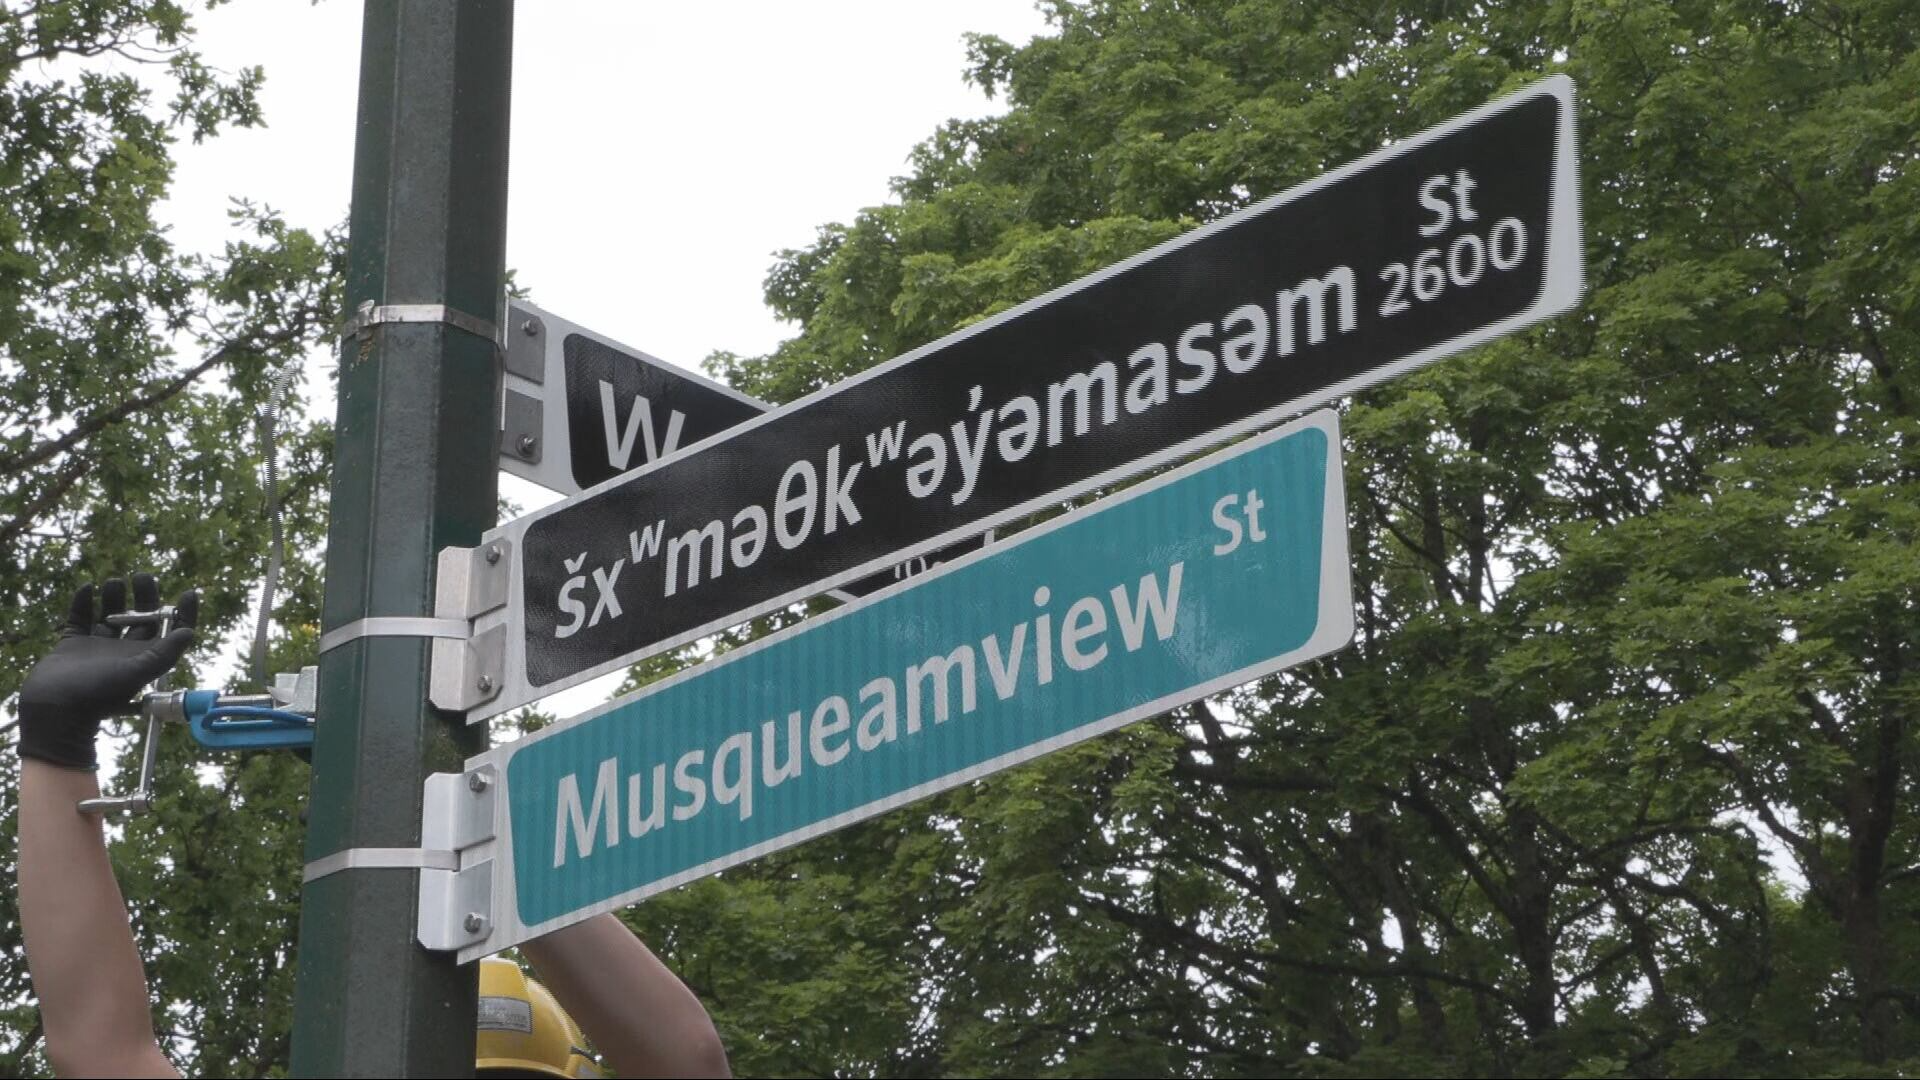 W
St
šxʷməθkʷəy̓əmasəm 2600
St
Musqueamview